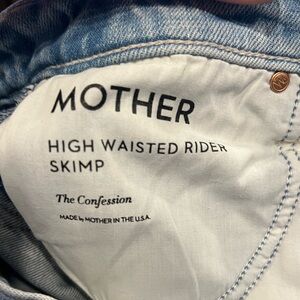 MOTHER
HIGH WAISTED RIDER
SKIMP
The Confession
MADE by MOTHER IN THE U.S.A.